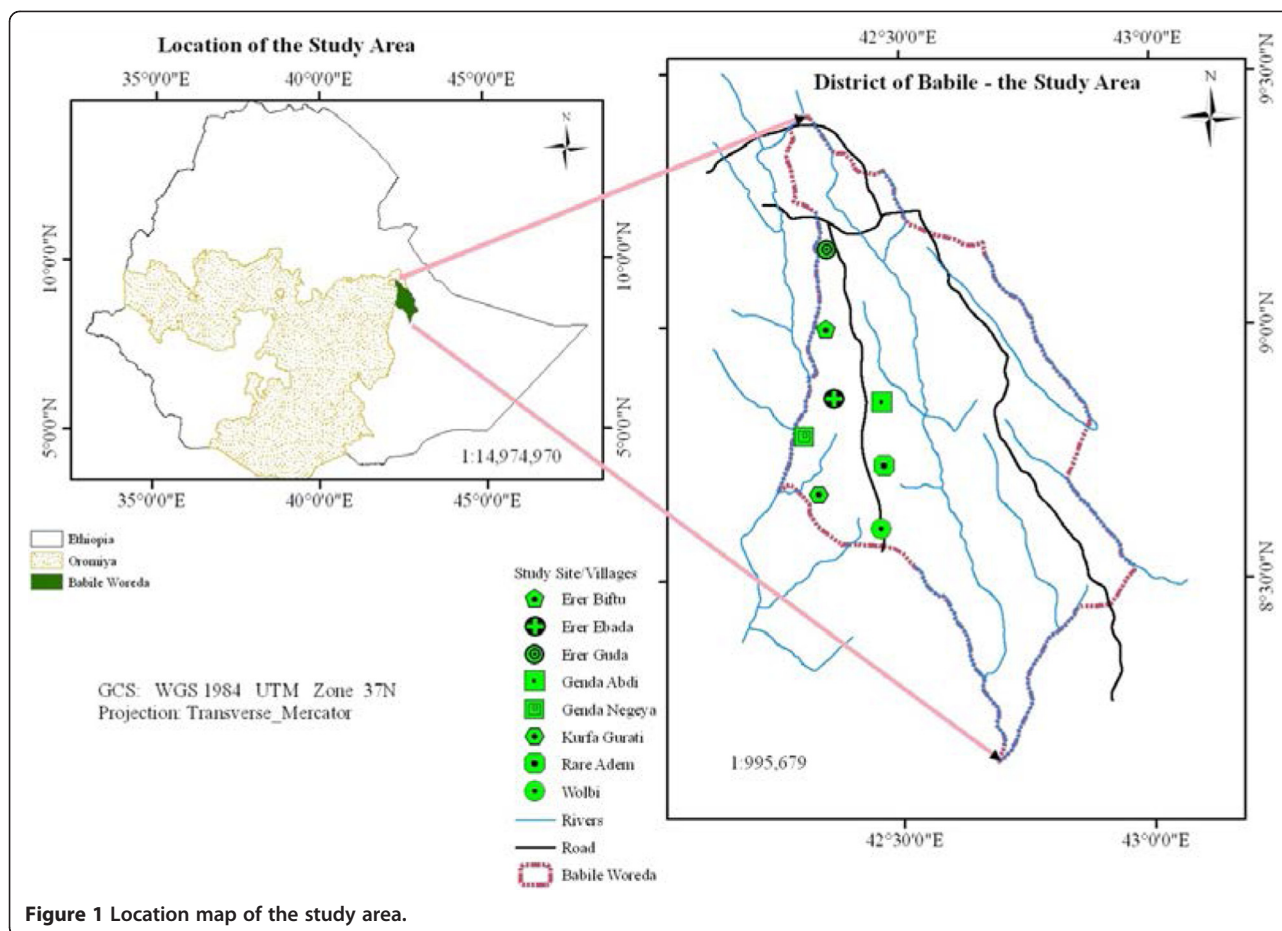 Location of the Study Area
35°0'0"E 40°0'0"E 45°0'0"E
N
10°0'0"N
10°0'0"N
5°0'0"N
5°0'0"N
1:14,974,970
35°0'0"E 40°0'0"E 45°0'0"E
Ethiopia
Oromiya
Babile Woreda
GCS: WGS 1984 UTM Zone 37N
Projection: Transverse_Mercator
42°30'0"E 43°0'0"E
District of Babile - the Study Area
N
9°30'0"N
9°0'0"N
8°30'0"N
1:995,679
42°30'0"E 43°0'0"E
Study Site/Villages
Erer Biftu
Erer Ebada
Erer Guda
Genda Abdi
Genda Negeya
Kurfa Gurati
Rare Adem
Wolbi
Rivers
Road
Babile Woreda
Figure 1 Location map of the study area.